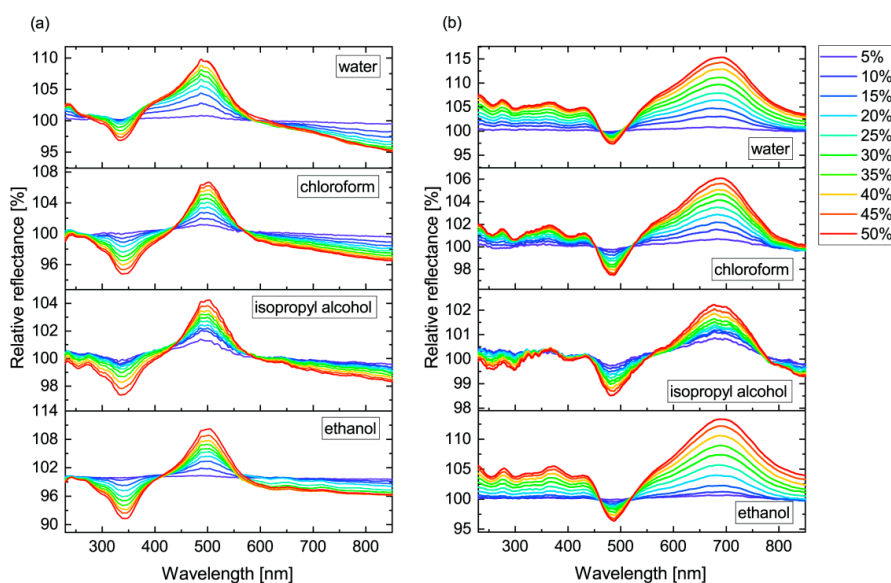 (a)
(b)
Relative reflectance [%]
110
105
100
95
water
108
104
100
96
chloroform
104
102
100
98
isopropyl alcohol
114
108
102
96
90
ethanol
300 400 500 600 700 800
Wavelength [nm]
Relative reflectance [%]
115
110
105
100
95
water
106
104
102
100
98
chloroform
102
101
100
99
98
isopropyl alcohol
110
105
100
95
ethanol
300 400 500 600 700 800
Wavelength [nm]
5%
10%
15%
20%
25%
30%
35%
40%
45%
50%